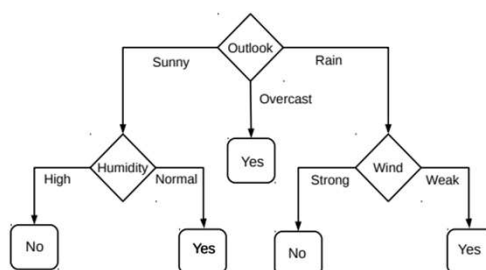 Outlook
Sunny
Rain
Overcast
Yes
Humidity
Wind
High
Normal
Strong
Weak
No
Yes
No
Yes